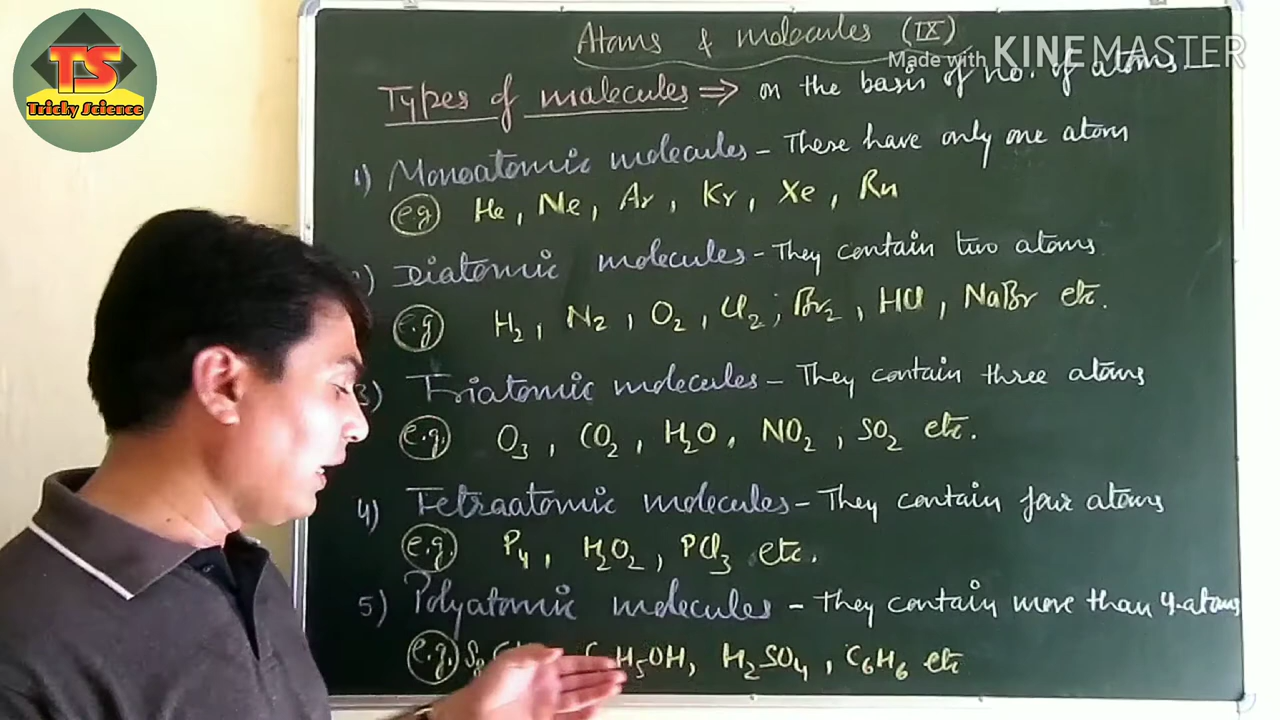 TS
Tricky Science
Atoms & molecules (IX)
Made with KINEMASTER
Types of molecules ⇒ on the basis of no. of atoms -
1) Monoatomic molecules - These have only one atom
e.g He, Ne, Ar, Kr, Xe, Rn
2) Diatomic molecules - They contain two atoms
e.g H2, N2, O2, Cl2, Br2, HCl, NaBr etc.
3) Triatomic molecules - They contain three atoms
e.g. O3, CO2, H2O, NO2, SO2 etc.
4) Tetraatomic molecules - They contain four atoms
e.g. P4, H2O2, PCl3 etc.
5) Polyatomic molecules - They contain more than 4-atoms
e.g. S8 H5OH, H2SO4, C6H6 etc